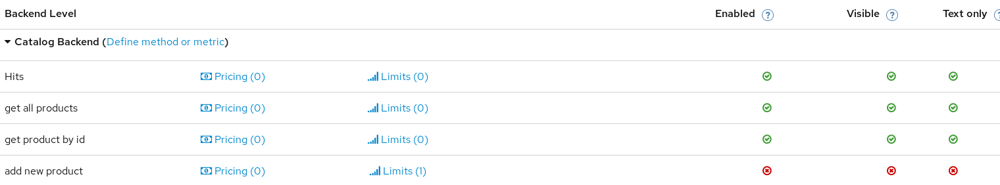 Backend Level Enabled ? Visible ? Text only ?
Catalog Backend (Define method or metric)
Hits Pricing (0) Limits (0)
get all products Pricing (0) Limits (0)
get product by id Pricing (0) Limits (0)
add new product Pricing (0) Limits (1)